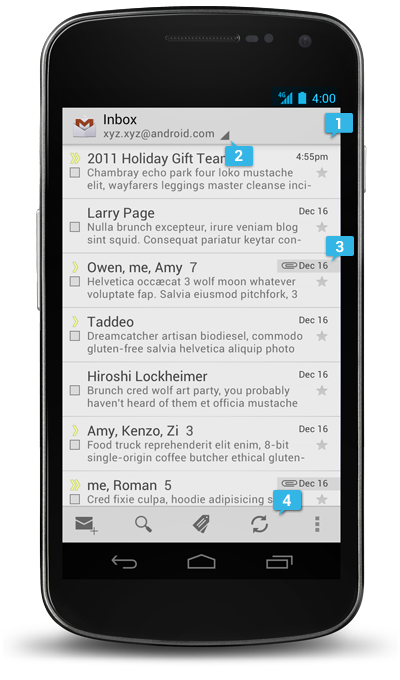 4G 4:00
1
Inbox
xyz.xyz@android.com
2
2011 Holiday Gift Team 4:55pm
Chambray echo park four loko mustache
elit, wayfarers leggings master cleanse inci-
Larry Page Dec 16
Nulla brunch excepteur, irure veniam blog
sint squid. Consequat pariatur keytar con-
3
Owen, me, Amy 7 Dec 16
Helvetica occæcat 3 wolf moon whatever
voluptate fap. Salvia eiusmod pitchfork, 3
Taddeo Dec 16
Dreamcatcher artisan biodiesel, commodo
gluten-free salvia helvetica aliquip photo
Hiroshi Lockheimer Dec 16
Brunch cred wolf art party, you probably
haven't heard of them et officia mustache
Amy, Kenzo, Zi 3 Dec 16
Food truck reprehenderit elit enim, 8-bit
single-origin coffee butcher ethical gluten-
me, Roman 5 Dec 16
Cred fixie culpa, hoodie adipisicing s
4